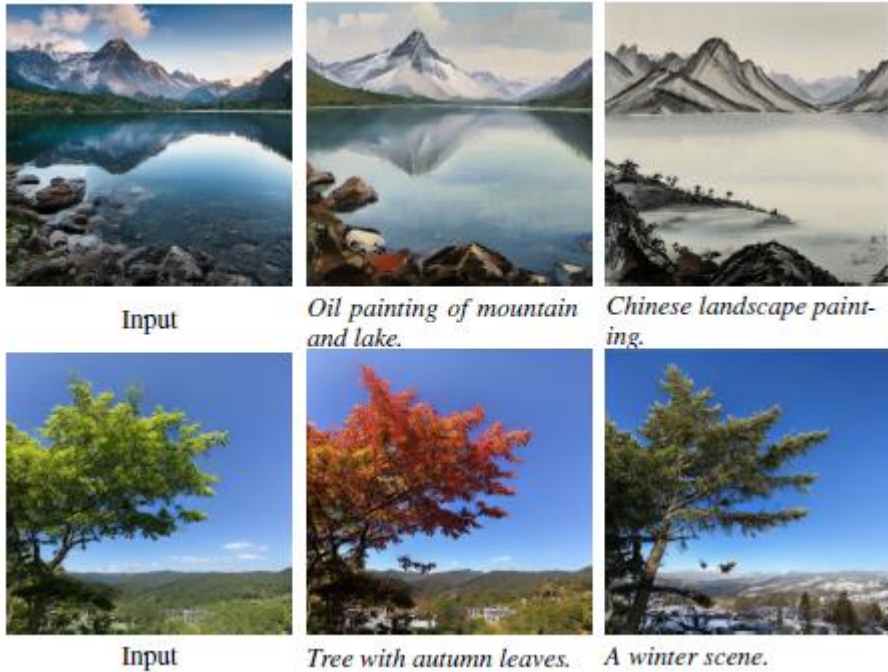 Input
Oil painting of mountain
and lake.
Chinese landscape paint-
ing.
Input
Tree with autumn leaves.
A winter scene.